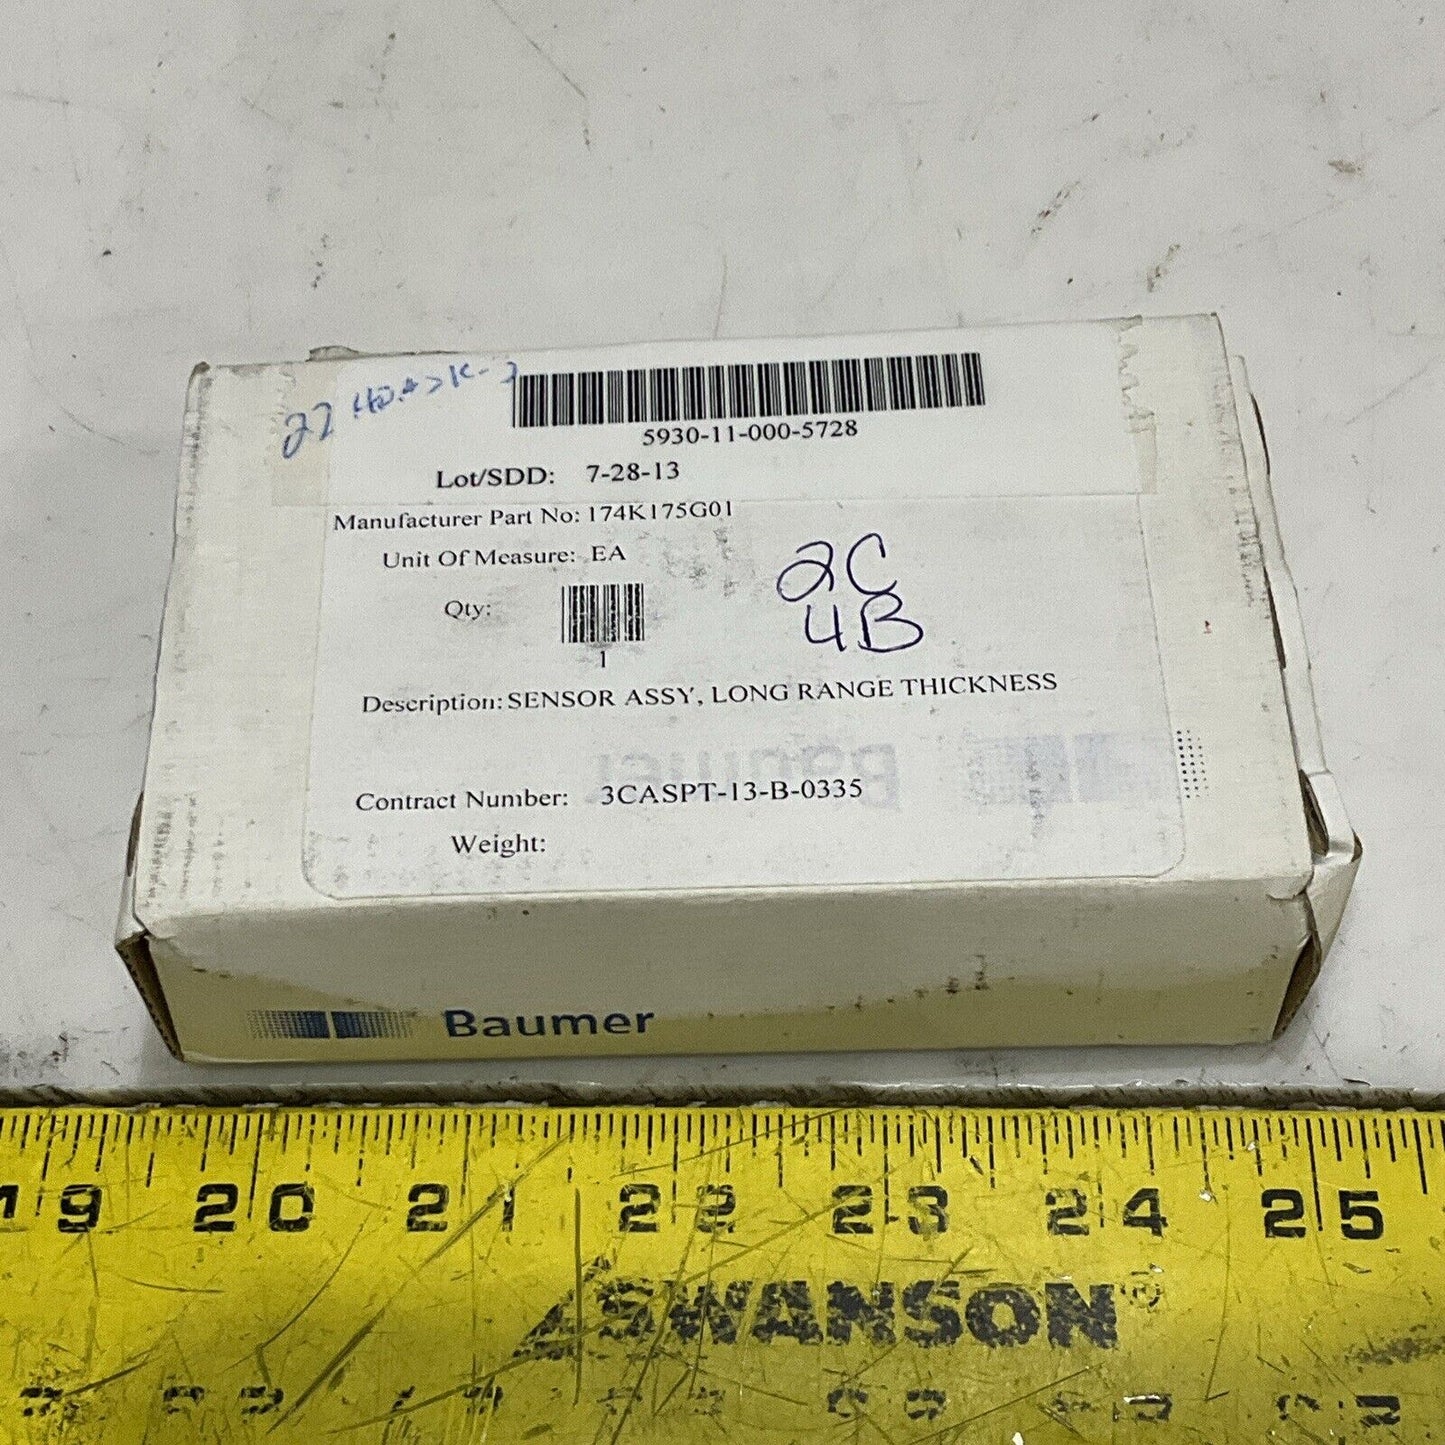 5930-11-000-5728
Lot/SDD: 7-28-13
Manufacturer Part No: 174K175G01
Unit Of Measure: EA
2C
4B
Qty:
1
Description: SENSOR ASSY, LONG RANGE THICKNESS
Baumer
Contract Number: 3CASPT-13-B-0335
Weight:
Baumer
19 20 21 22 23 24 25
SWANSON